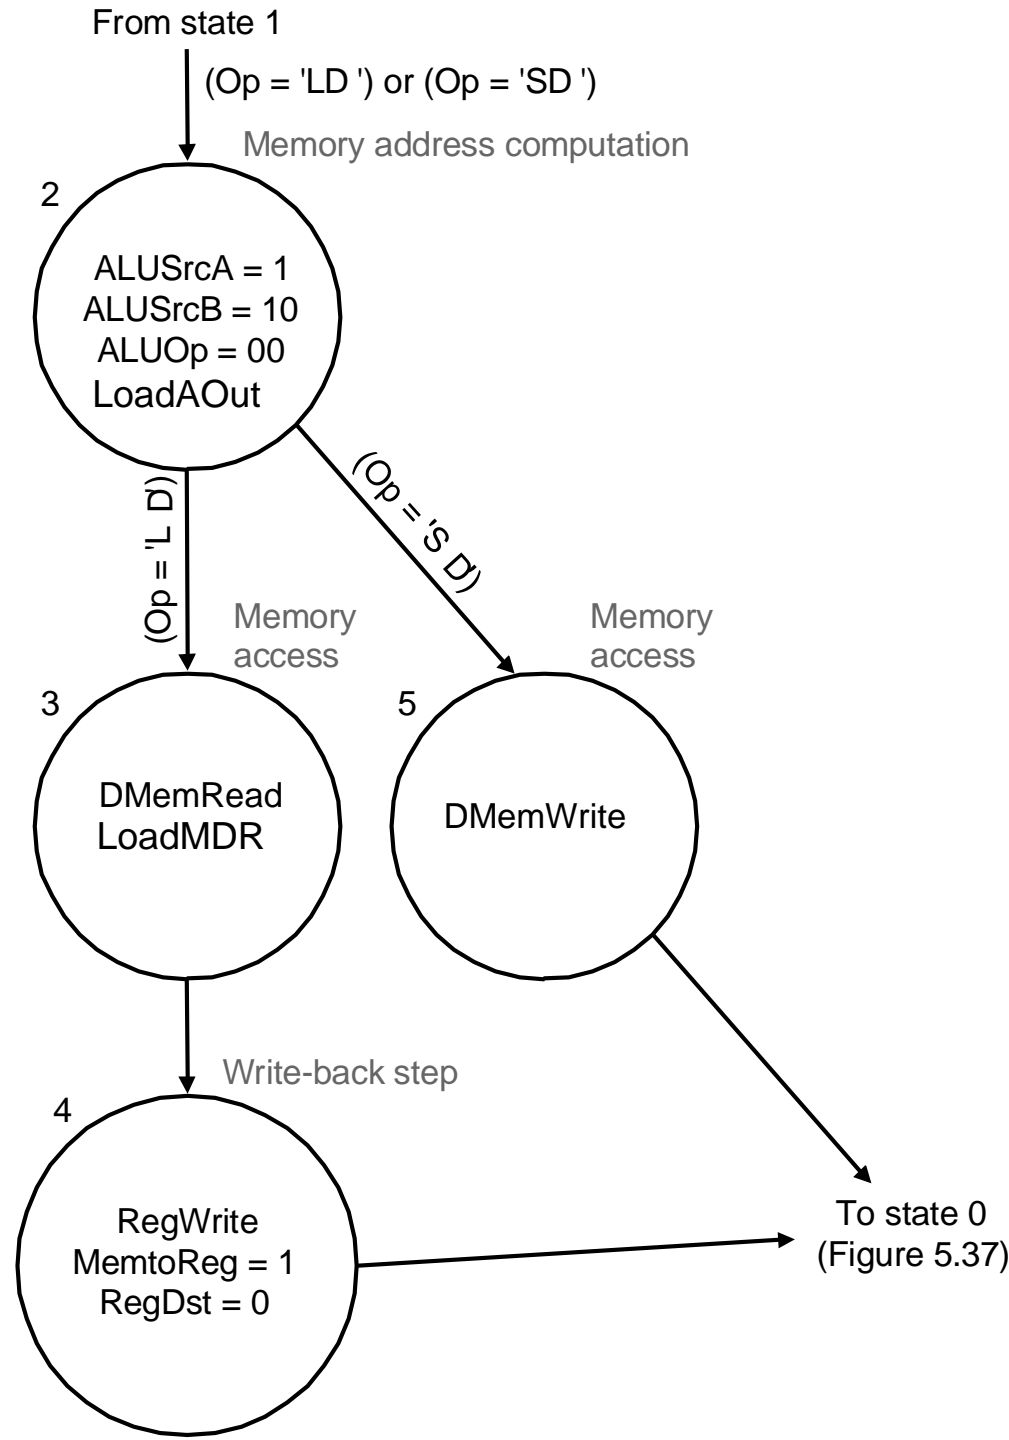 From state 1
(Op = 'LD ') or (Op = 'SD ')
Memory address computation
2
ALUSrcA = 1
ALUSrcB = 10
ALUOp = 00
LoadAOut
(Op = 'L D')
(Op = 'S D')
Memory
access
Memory
access
3
5
DMemRead
LoadMDR
DMemWrite
Write-back step
4
RegWrite
MemtoReg = 1
RegDst = 0
To state 0
(Figure 5.37)